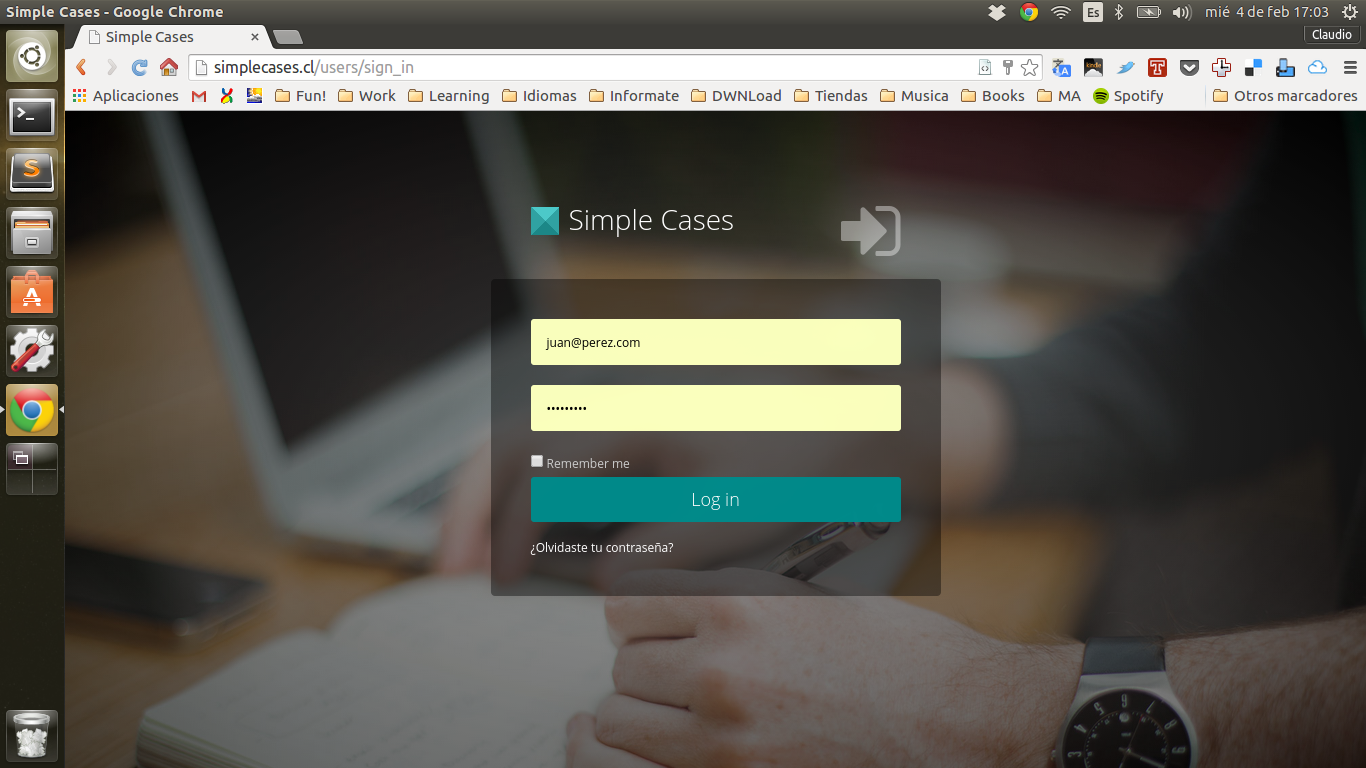 Simple Cases - Google Chrome
Es
mié 4 de feb 17:03
Simple Cases
Claudio
simplecases.cl/users/sign_in
Aplicaciones
Fun!
Work
Learning
Idiomas
Informate
DWNLoad
Tiendas
Musica
Books
MA
Spotify
Otros marcadores
Simple Cases
juan@perez.com
•••••••••
Remember me
Log in
¿Olvidaste tu contraseña?